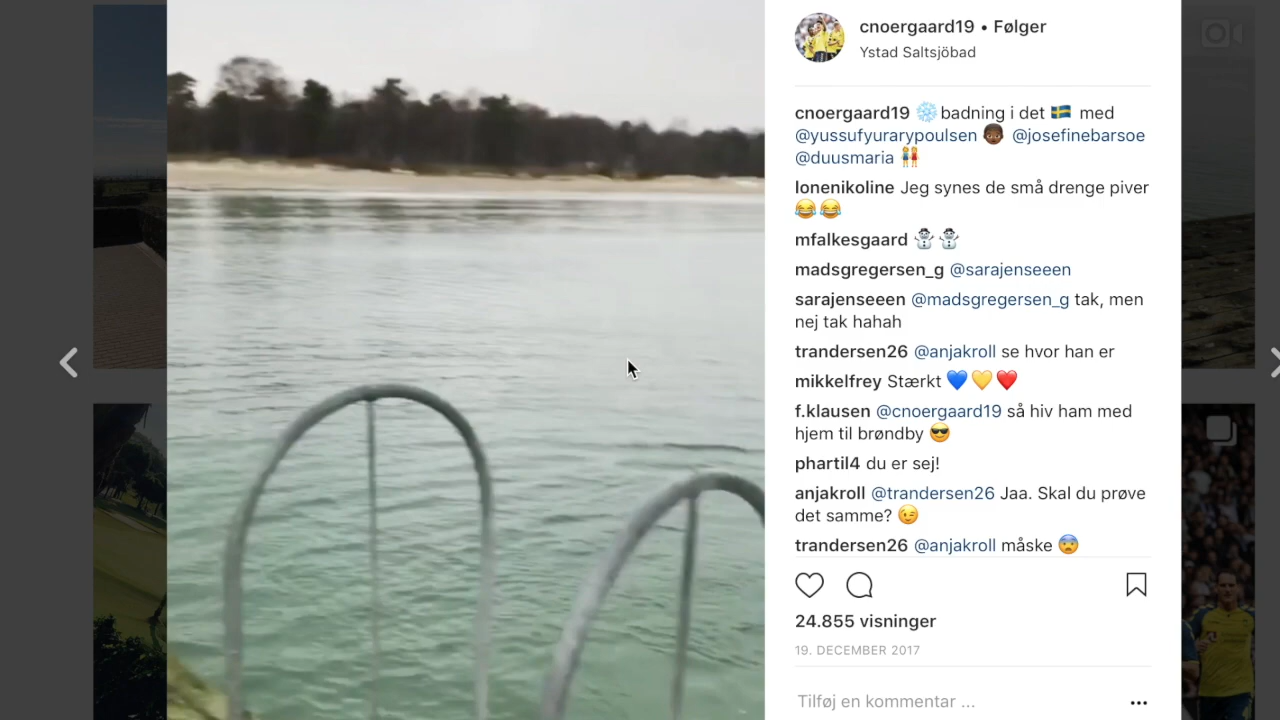 cnoergaard19 • Følger
Ystad Saltsjöbad
cnoergaard19 ❄️badning i det 🇸🇪 med
@yussufyurarypoulsen 👦🏿 @josefinebarsoe
@duusmaria 👭
lonenikoline Jeg synes de små drenge piver
😂😂
mfalkesgaard ⛄⛄
madsgregersen_g @sarajenseeen
sarajenseeen @madsgregersen_g tak, men
nej tak hahah
trandersen26 @anjakroll se hvor han er
mikkelfrey Stærkt 💙💛❤️
f.klausen @cnoergaard19 så hiv ham med
hjem til brøndby 😎
phartil4 du er sej!
anjakroll @trandersen26 Jaa. Skal du prøve
det samme? 😉
trandersen26 @anjakroll måske 😨
24.855 visninger
19. DECEMBER 2017
Tilføj en kommentar ...